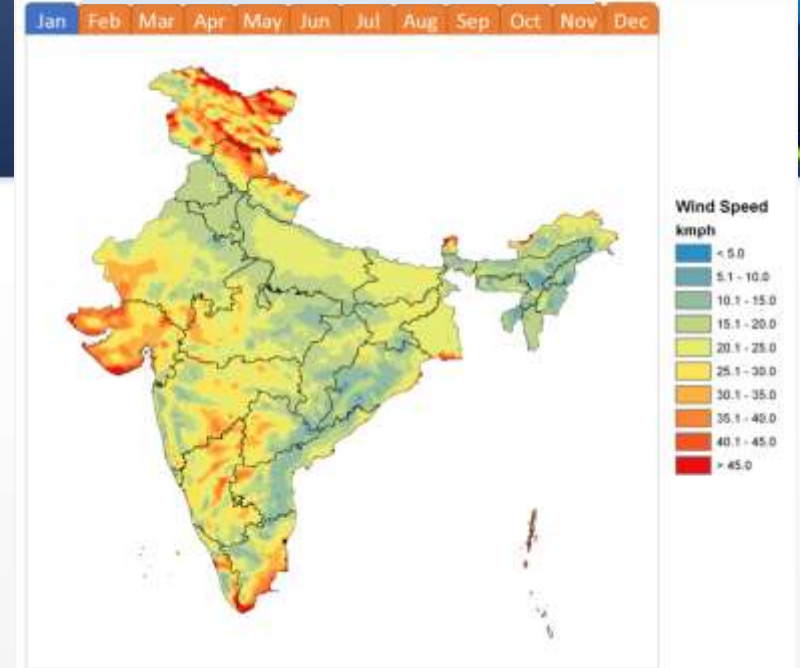 Jan Feb Mar Apr May Jun Jul Aug Sep Oct Nov Dec
Wind Speed
kmph
< 5.0
5.1 - 10.0
10.1 - 15.0
15.1 - 20.0
20.1 - 25.0
25.1 - 30.0
30.1 - 35.0
35.1 - 40.0
40.1 - 45.0
> 45.0